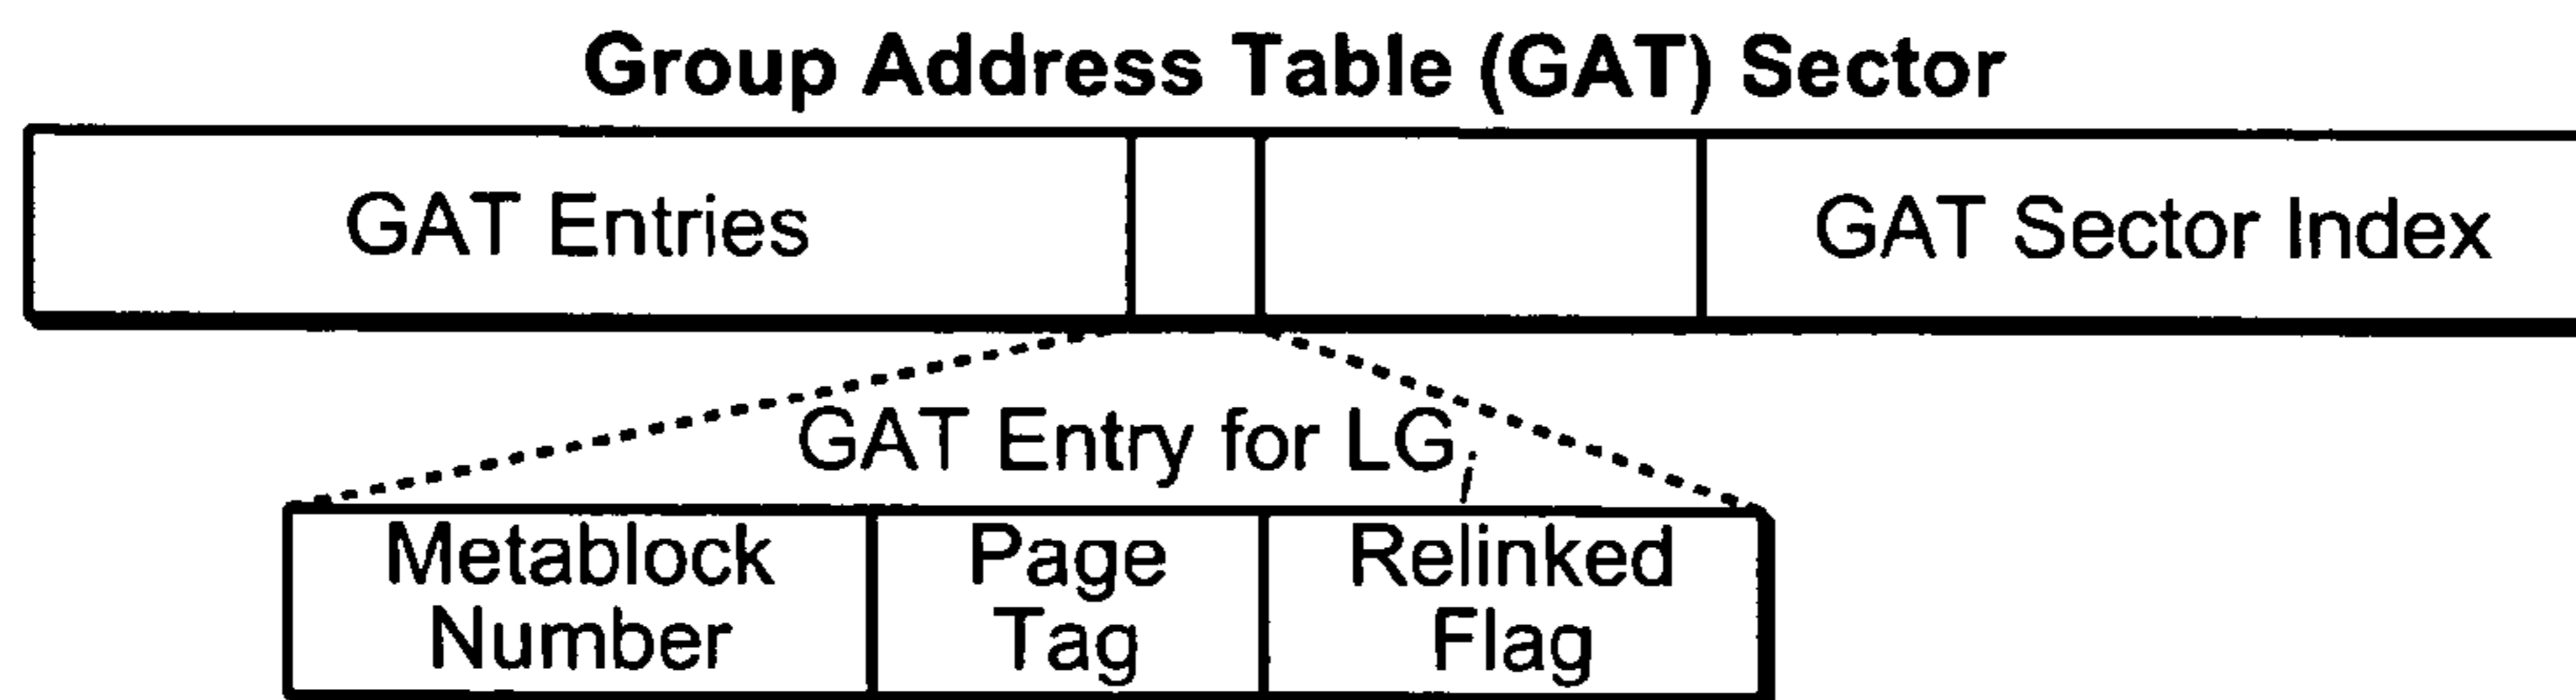 Group Address Table (GAT) Sector
GAT Entries
GAT Sector Index
GAT Entry for LGi
Metablock
Number
Page
Tag
Relinked
Flag